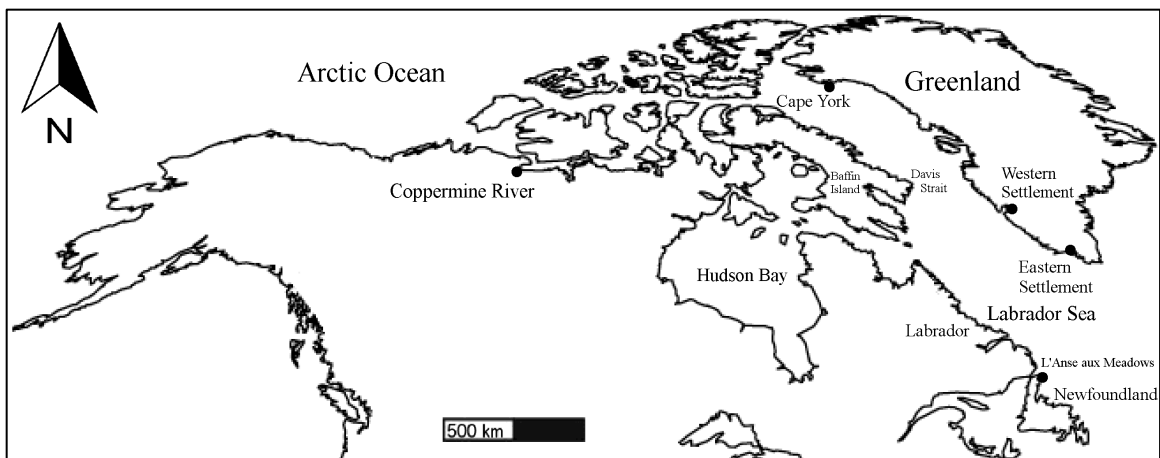 Arctic Ocean
Greenland
N
Cape York
Coppermine River
Baffin
Island
Davis
Strait
Western
Settlement
Hudson Bay
Eastern
Settlement
Labrador Sea
Labrador
L'Anse aux Meadows
Newfoundland
500 km